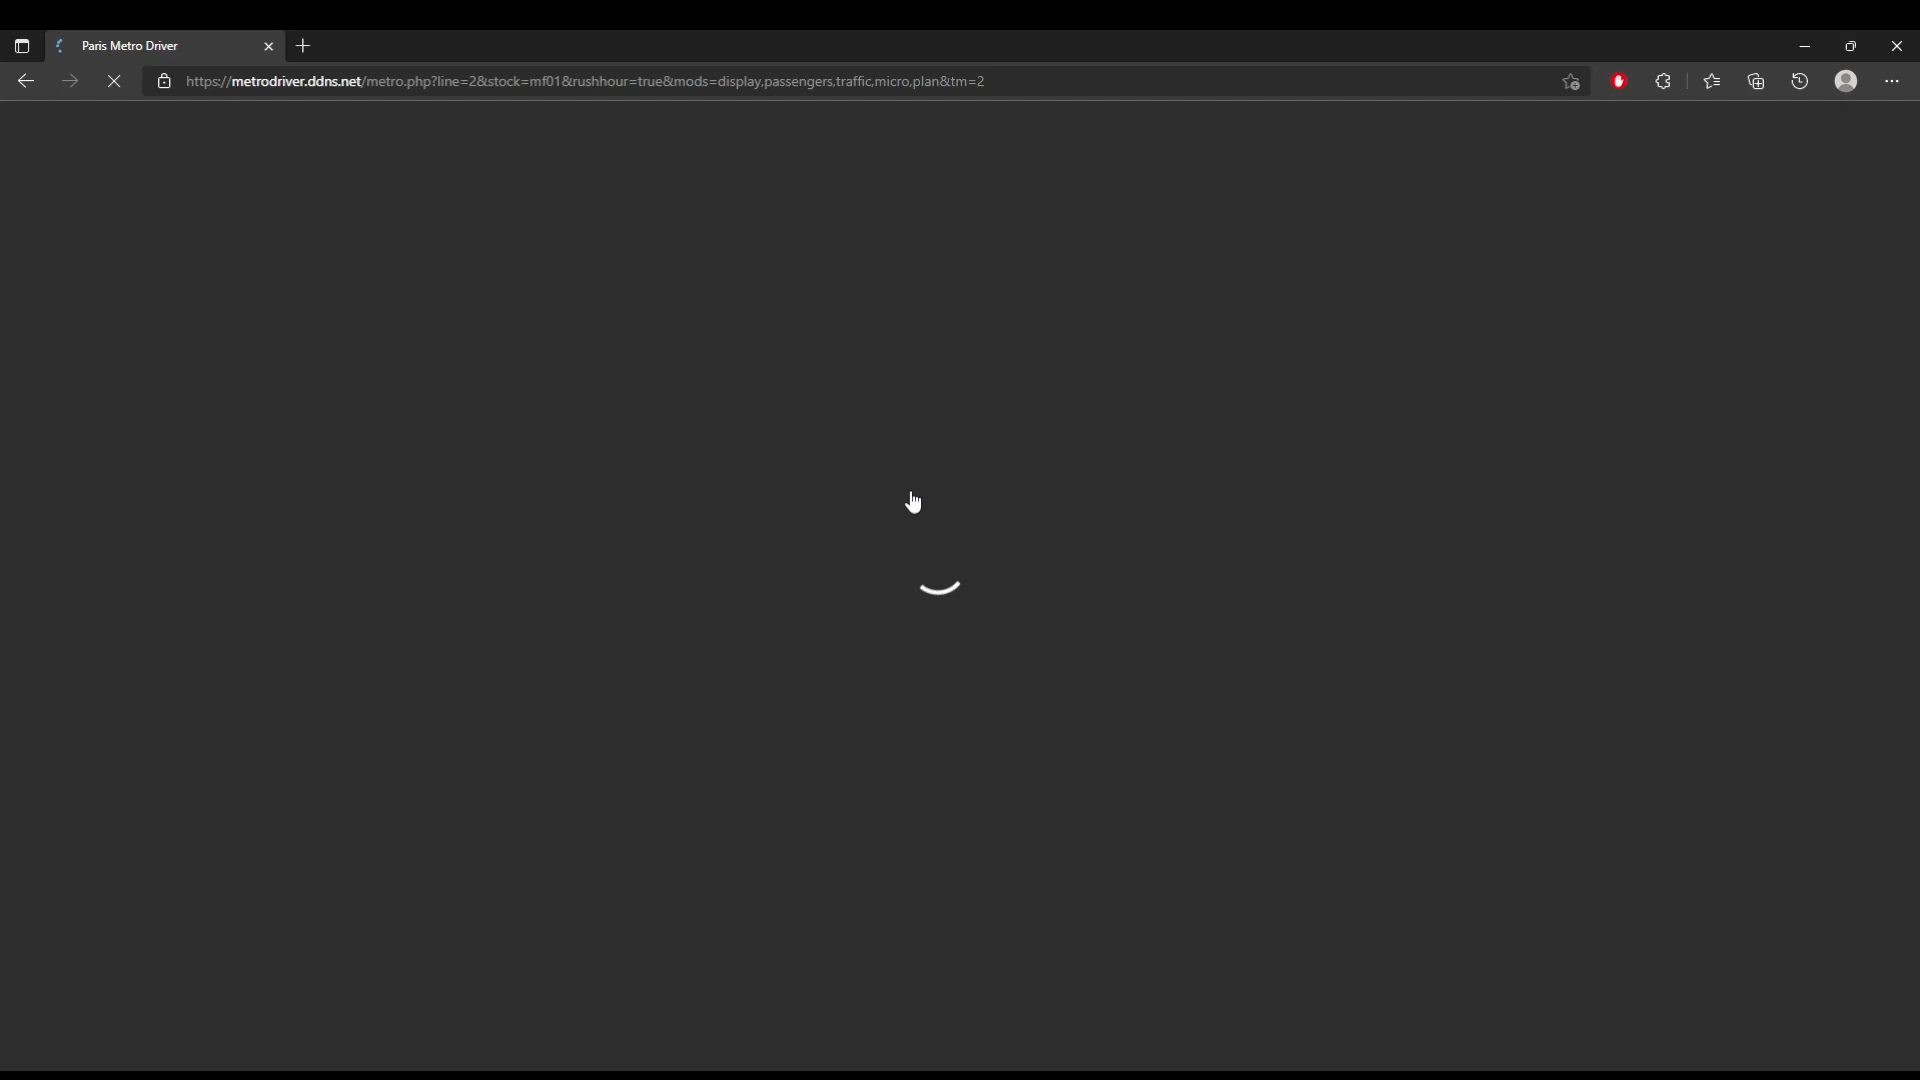 Paris Metro Driver
https://metrodriver.ddns.net/metro.php?line=2&stock=mf01&rushhour=true&mods=display,passengers,traffic,micro,plan&tm=2